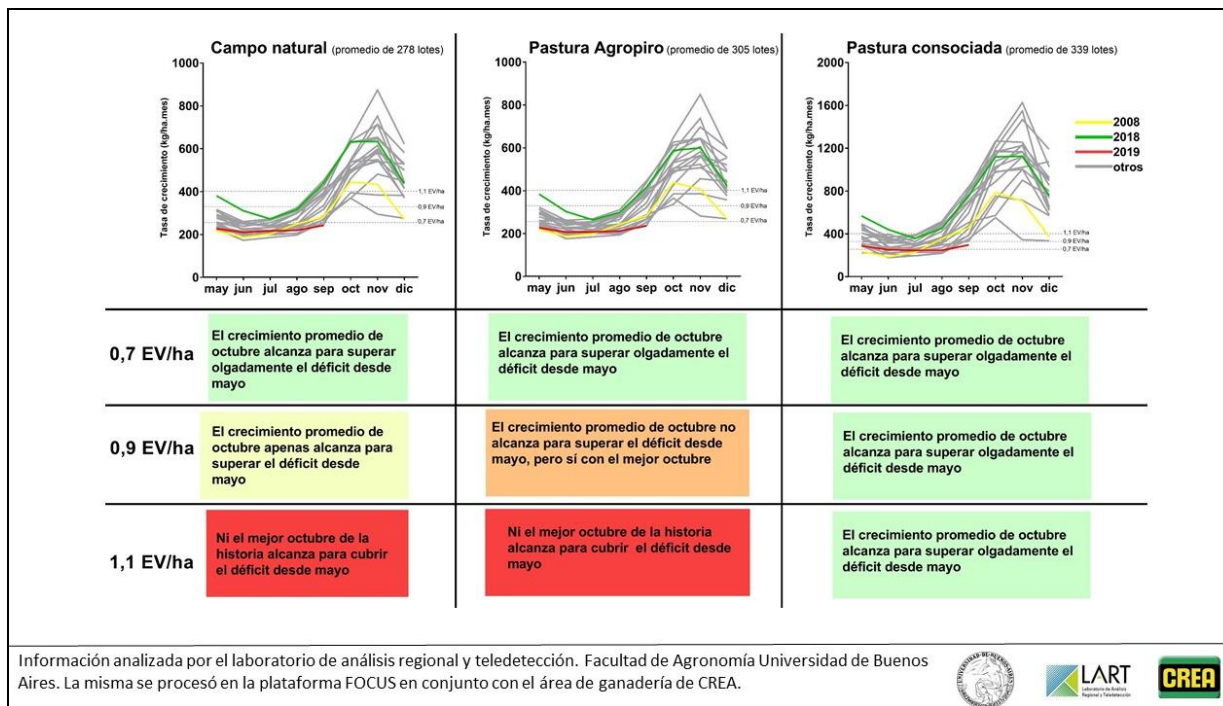 Campo natural (promedio de 278 lotes)
Tasa de crecimiento (kg/ha.mes)
1000
800
600
400
200
0
1,1 EV/ha
0,9 EV/ha
0,7 EV/ha
may jun jul ago sep oct nov dic
Pastura Agropiro (promedio de 305 lotes)
Tasa de crecimiento (kg/ha.mes)
1000
800
600
400
200
0
1,1 EV/ha
0,9 EV/ha
0,7 EV/ha
may jun jul ago sep oct nov dic
Pastura consociada (promedio de 339 lotes)
Tasa de crecimiento (kg/ha.mes)
2000
1600
1200
800
400
0
1,1 EV/ha
0,9 EV/ha
0,7 EV/ha
may jun jul ago sep oct nov dic
2008
2018
2019
otros
0,7 EV/ha
El crecimiento promedio de
octubre alcanza para superar
olgadamente el déficit desde
mayo
El crecimiento promedio de octubre
alcanza para superar olgadamente el
déficit desde mayo
El crecimiento promedio de octubre
alcanza para superar olgadamente el
déficit desde mayo
0,9 EV/ha
El crecimiento promedio de
octubre apenas alcanza para
superar el déficit desde
mayo
El crecimiento promedio de octubre no
alcanza para superar el déficit desde
mayo, pero sí con el mejor octubre
El crecimiento promedio de octubre
alcanza para superar olgadamente el
déficit desde mayo
1,1 EV/ha
Ni el mejor octubre de la
historia alcanza para cubrir
el déficit desde mayo
Ni el mejor octubre de la historia
alcanza para cubrir el déficit desde
mayo
El crecimiento promedio de octubre
alcanza para superar olgadamente el
déficit desde mayo
Información analizada por el laboratorio de análisis regional y teledetección. Facultad de Agronomía Universidad de Buenos
Aires. La misma se procesó en la plataforma FOCUS en conjunto con el área de ganadería de CREA.
LART
Laboratorio de Análisis
Regional y Teledetección
CREA